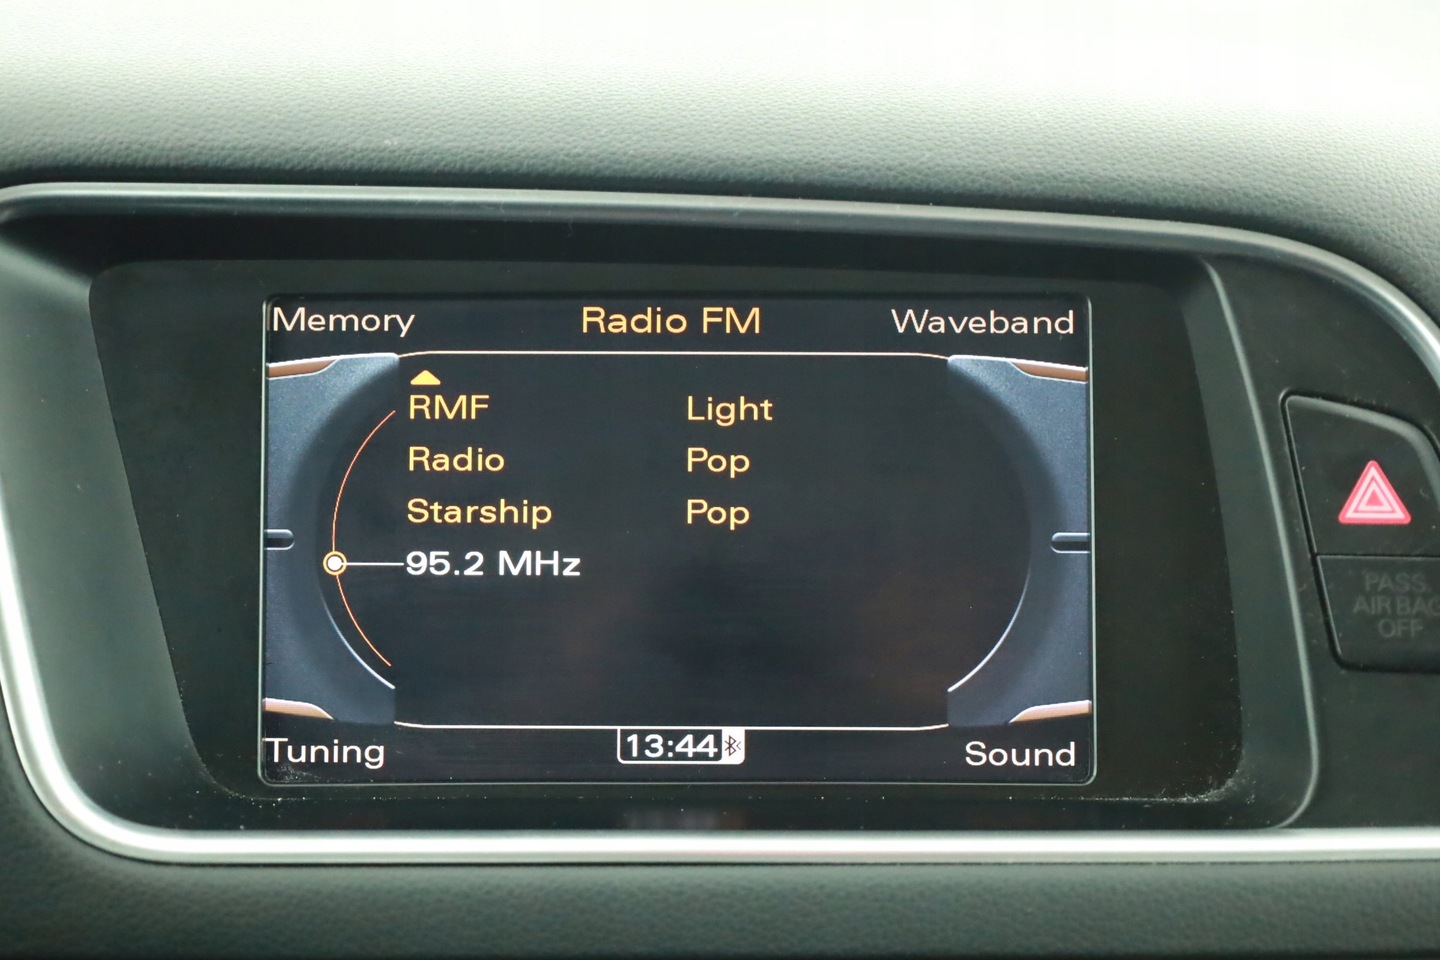 Memory Radio FM Waveband
RMF Light
Radio Pop
Starship Pop
95.2 MHz
Tuning 13:44 Sound
PASS.
AIR BAG
OFF